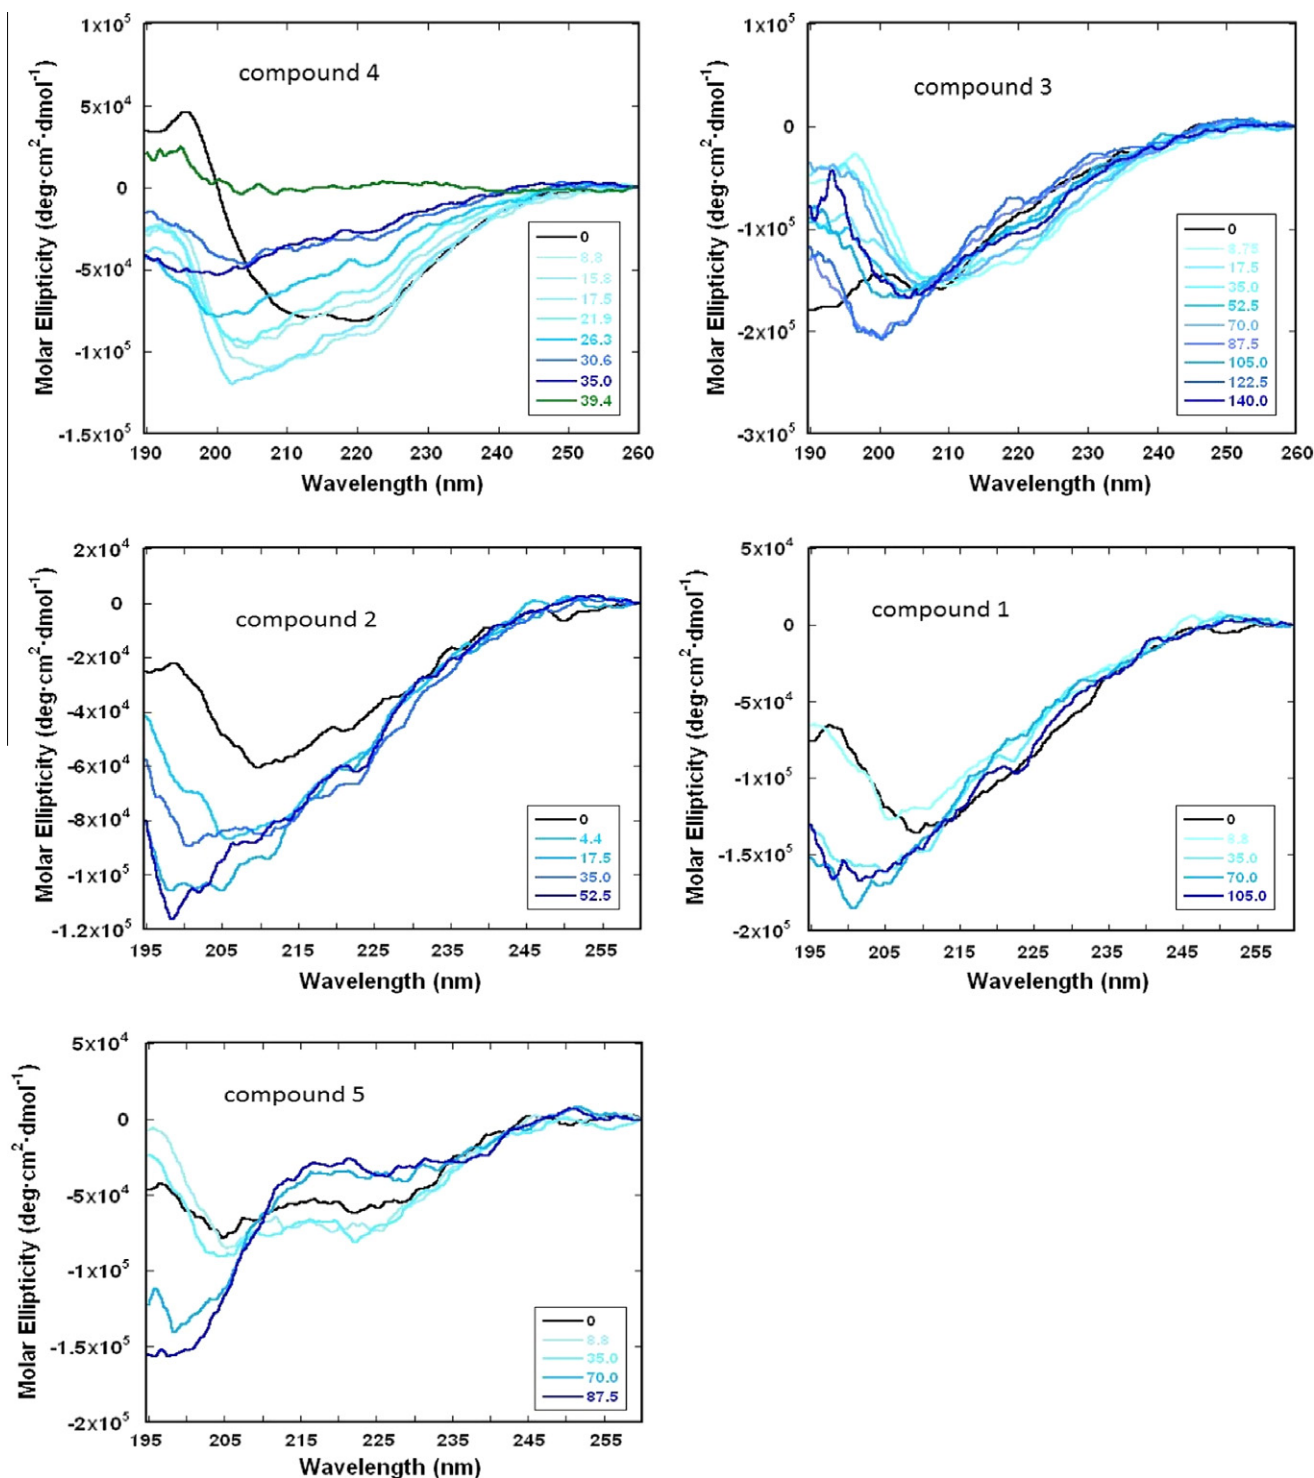 compound 4
Molar Ellipticity (deg·cm²·dmol⁻¹)
1x10⁵
5x10⁴
0
-5x10⁴
-1x10⁵
-1.5x10⁵
0
8.8
15.8
17.5
21.9
26.3
30.6
35.0
39.4
190 200 210 220 230 240 250 260
Wavelength (nm)
compound 3
Molar Ellipticity (deg·cm²·dmol⁻¹)
1x10⁵
0
-1x10⁵
-2x10⁵
-3x10⁵
0
8.75
17.5
35.0
52.5
70.0
87.5
105.0
122.5
140.0
190 200 210 220 230 240 250 260
Wavelength (nm)
compound 2
Molar Ellipticity (deg·cm²·dmol⁻¹)
2x10⁴
0
-2x10⁴
-4x10⁴
-6x10⁴
-8x10⁴
-1x10⁵
-1.2x10⁵
0
4.4
17.5
35.0
52.5
195 205 215 225 235 245 255
Wavelength (nm)
compound 1
Molar Ellipticity (deg·cm²·dmol⁻¹)
5x10⁴
0
-5x10⁴
-1x10⁵
-1.5x10⁵
-2x10⁵
0
8.8
35.0
70.0
105.0
195 205 215 225 235 245 255
Wavelength (nm)
compound 5
Molar Ellipticity (deg·cm²·dmol⁻¹)
5x10⁴
0
-5x10⁴
-1x10⁵
-1.5x10⁵
-2x10⁵
0
8.8
35.0
70.0
87.5
195 205 215 225 235 245 255
Wavelength (nm)